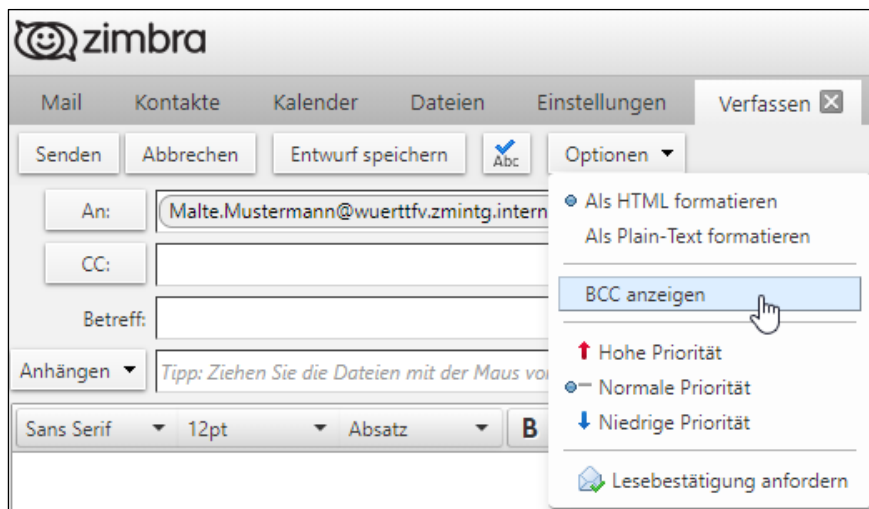 zimbra
Mail Kontakte Kalender Dateien Einstellungen Verfassen
Senden Abbrechen Entwurf speichern Abc Optionen
An: Malte.Mustermann@wuerttfv.zmintg.intern
CC:
Betreff:
Anhängen Tipp: Ziehen Sie die Dateien mit der Maus
Sans Serif 12pt Absatz B
Als HTML formatieren
Als Plain-Text formatieren
BCC anzeigen
Hohe Priorität
Normale Priorität
Niedrige Priorität
Lesebestätigung anfordern